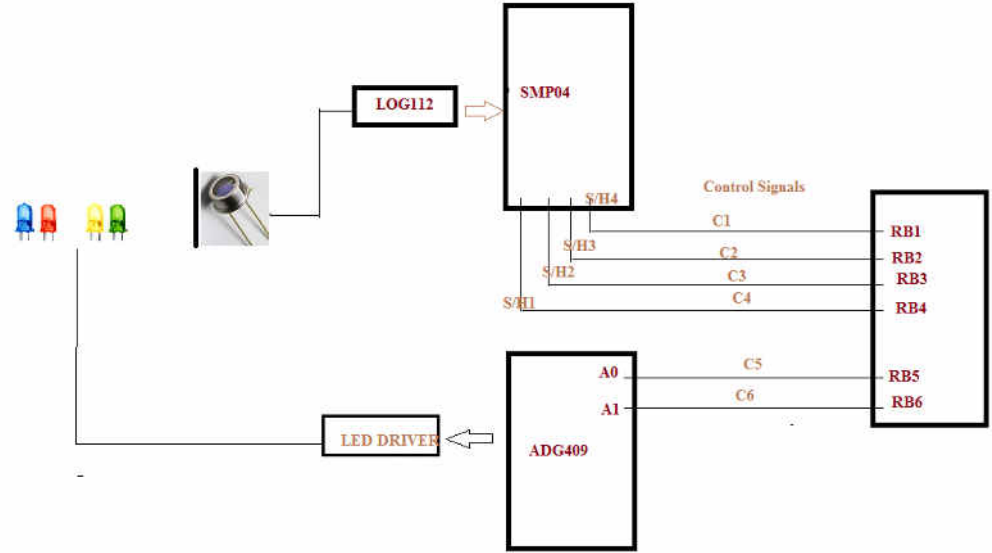 SMP04
LOG112
S/H4
Control Signals
C1
RB1
S/H3
C2
RB2
S/H2
C3
RB3
S/H1
C4
RB4
A0
C5
RB5
A1
C6
RB6
LED DRIVER
ADG409